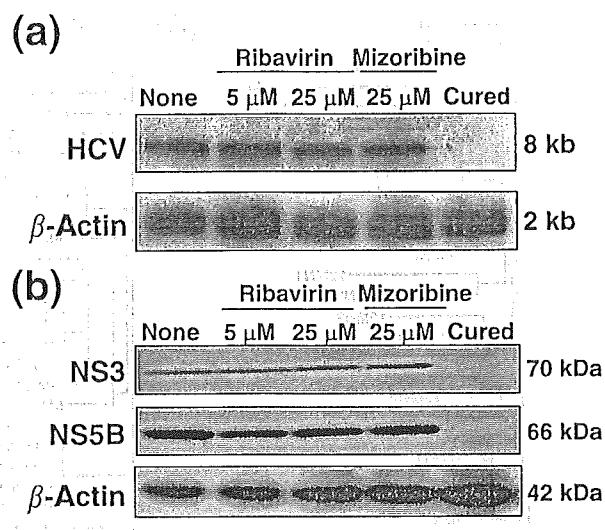 (a)
Ribavirin Mizoribine
None 5 μM 25 μM 25 μM Cured
HCV 8 kb
β-Actin 2 kb
(b)
Ribavirin Mizoribine
None 5 μM 25 μM 25 μM Cured
NS3 70 kDa
NS5B 66 kDa
β-Actin 42 kDa